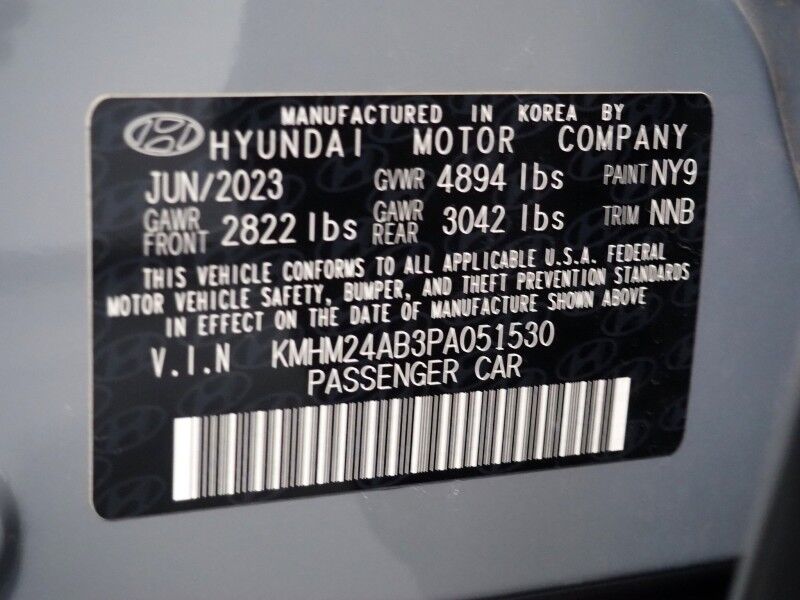 MANUFACTURED IN KOREA BY
HYUNDAI MOTOR COMPANY
JUN/2023 GVWR 4894 lbs PAINT NY9
GAWR FRONT 2822 lbs GAWR REAR 3042 lbs TRIM NNB
THIS VEHICLE CONFORMS TO ALL APPLICABLE U.S.A. FEDERAL
MOTOR VEHICLE SAFETY, BUMPER, AND THEFT PREVENTION STANDARDS
IN EFFECT ON THE DATE OF MANUFACTURE SHOWN ABOVE
V.I.N KMHM24AB3PA051530
PASSENGER CAR